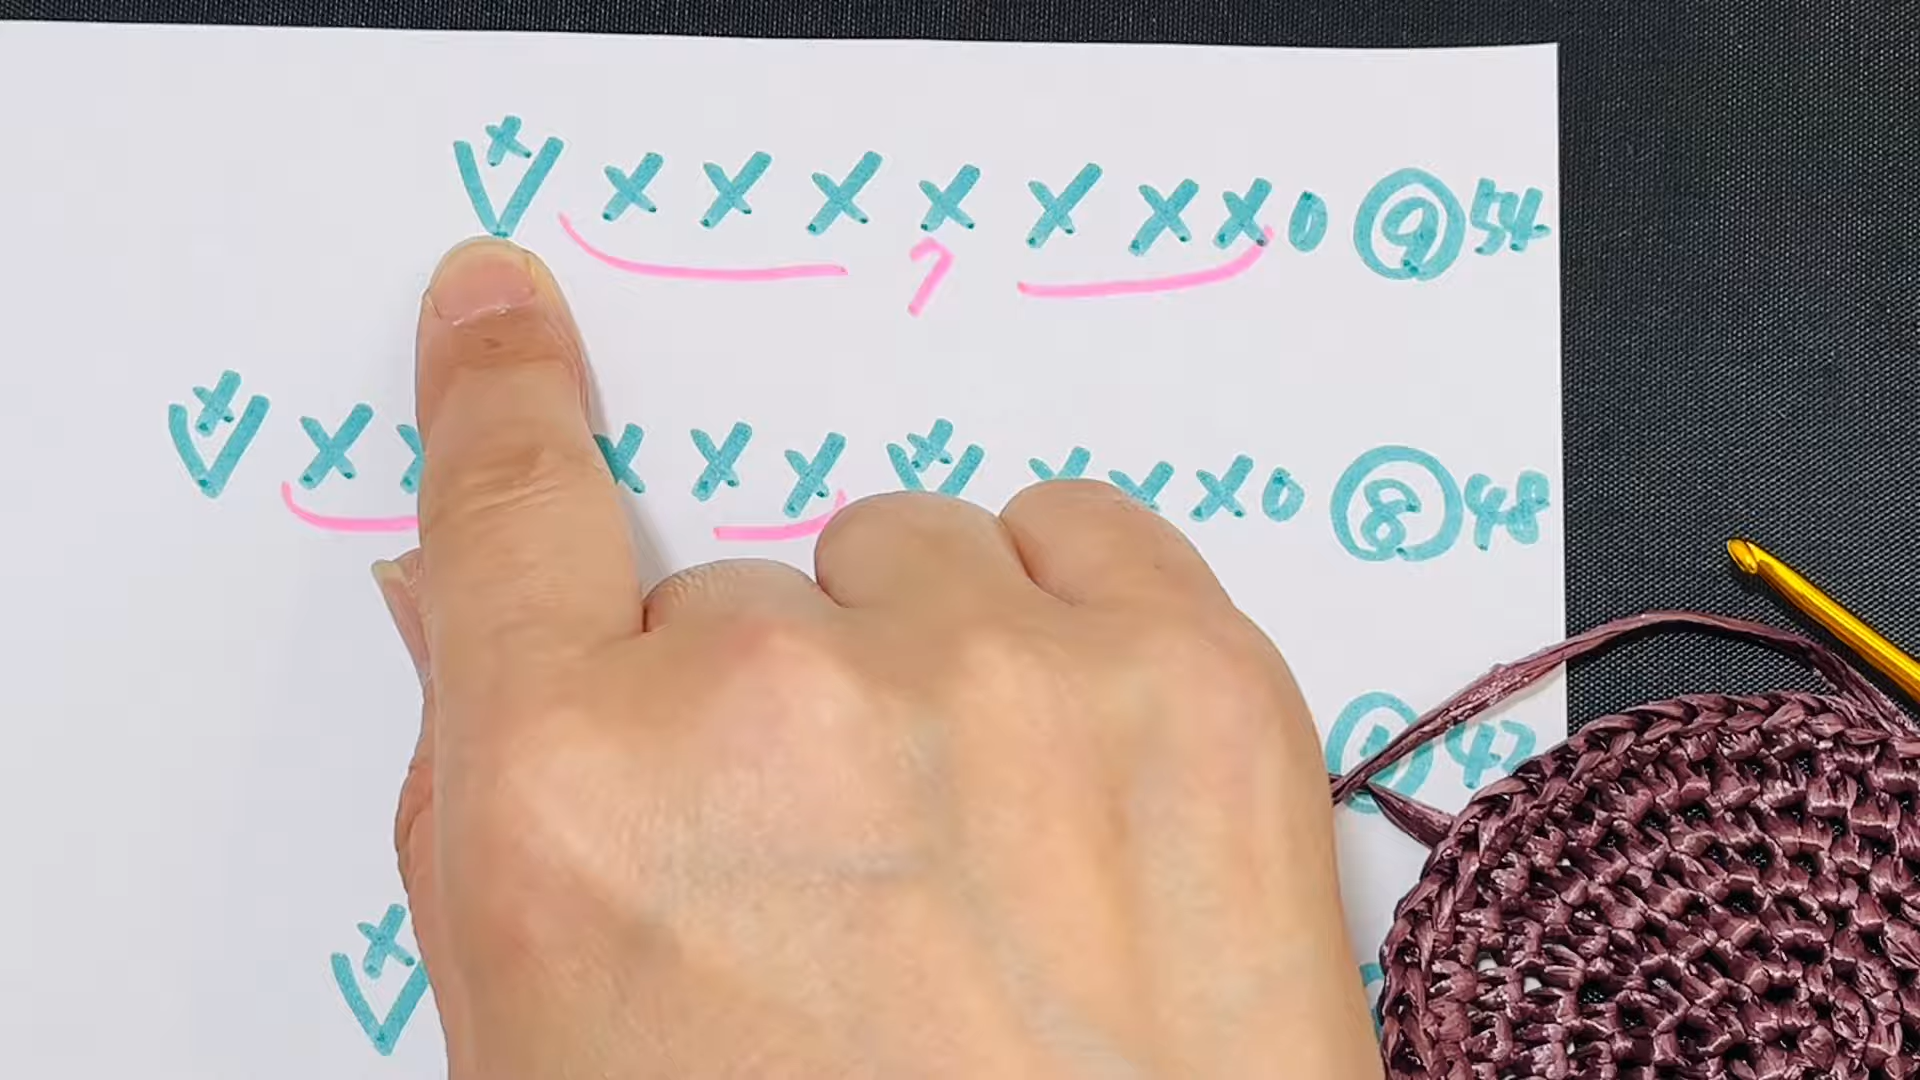 V X X X X X X X 0 ⑨ 54
7
V X X X X V X X X 0 ⑧ 48
42
V